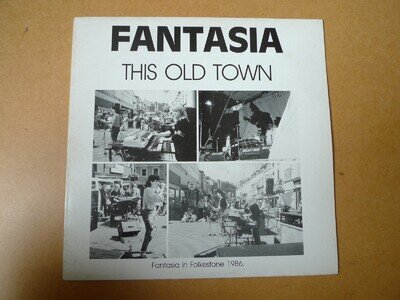 FANTASIA
THIS OLD TOWN
Fantasia In Folkestone 1986.